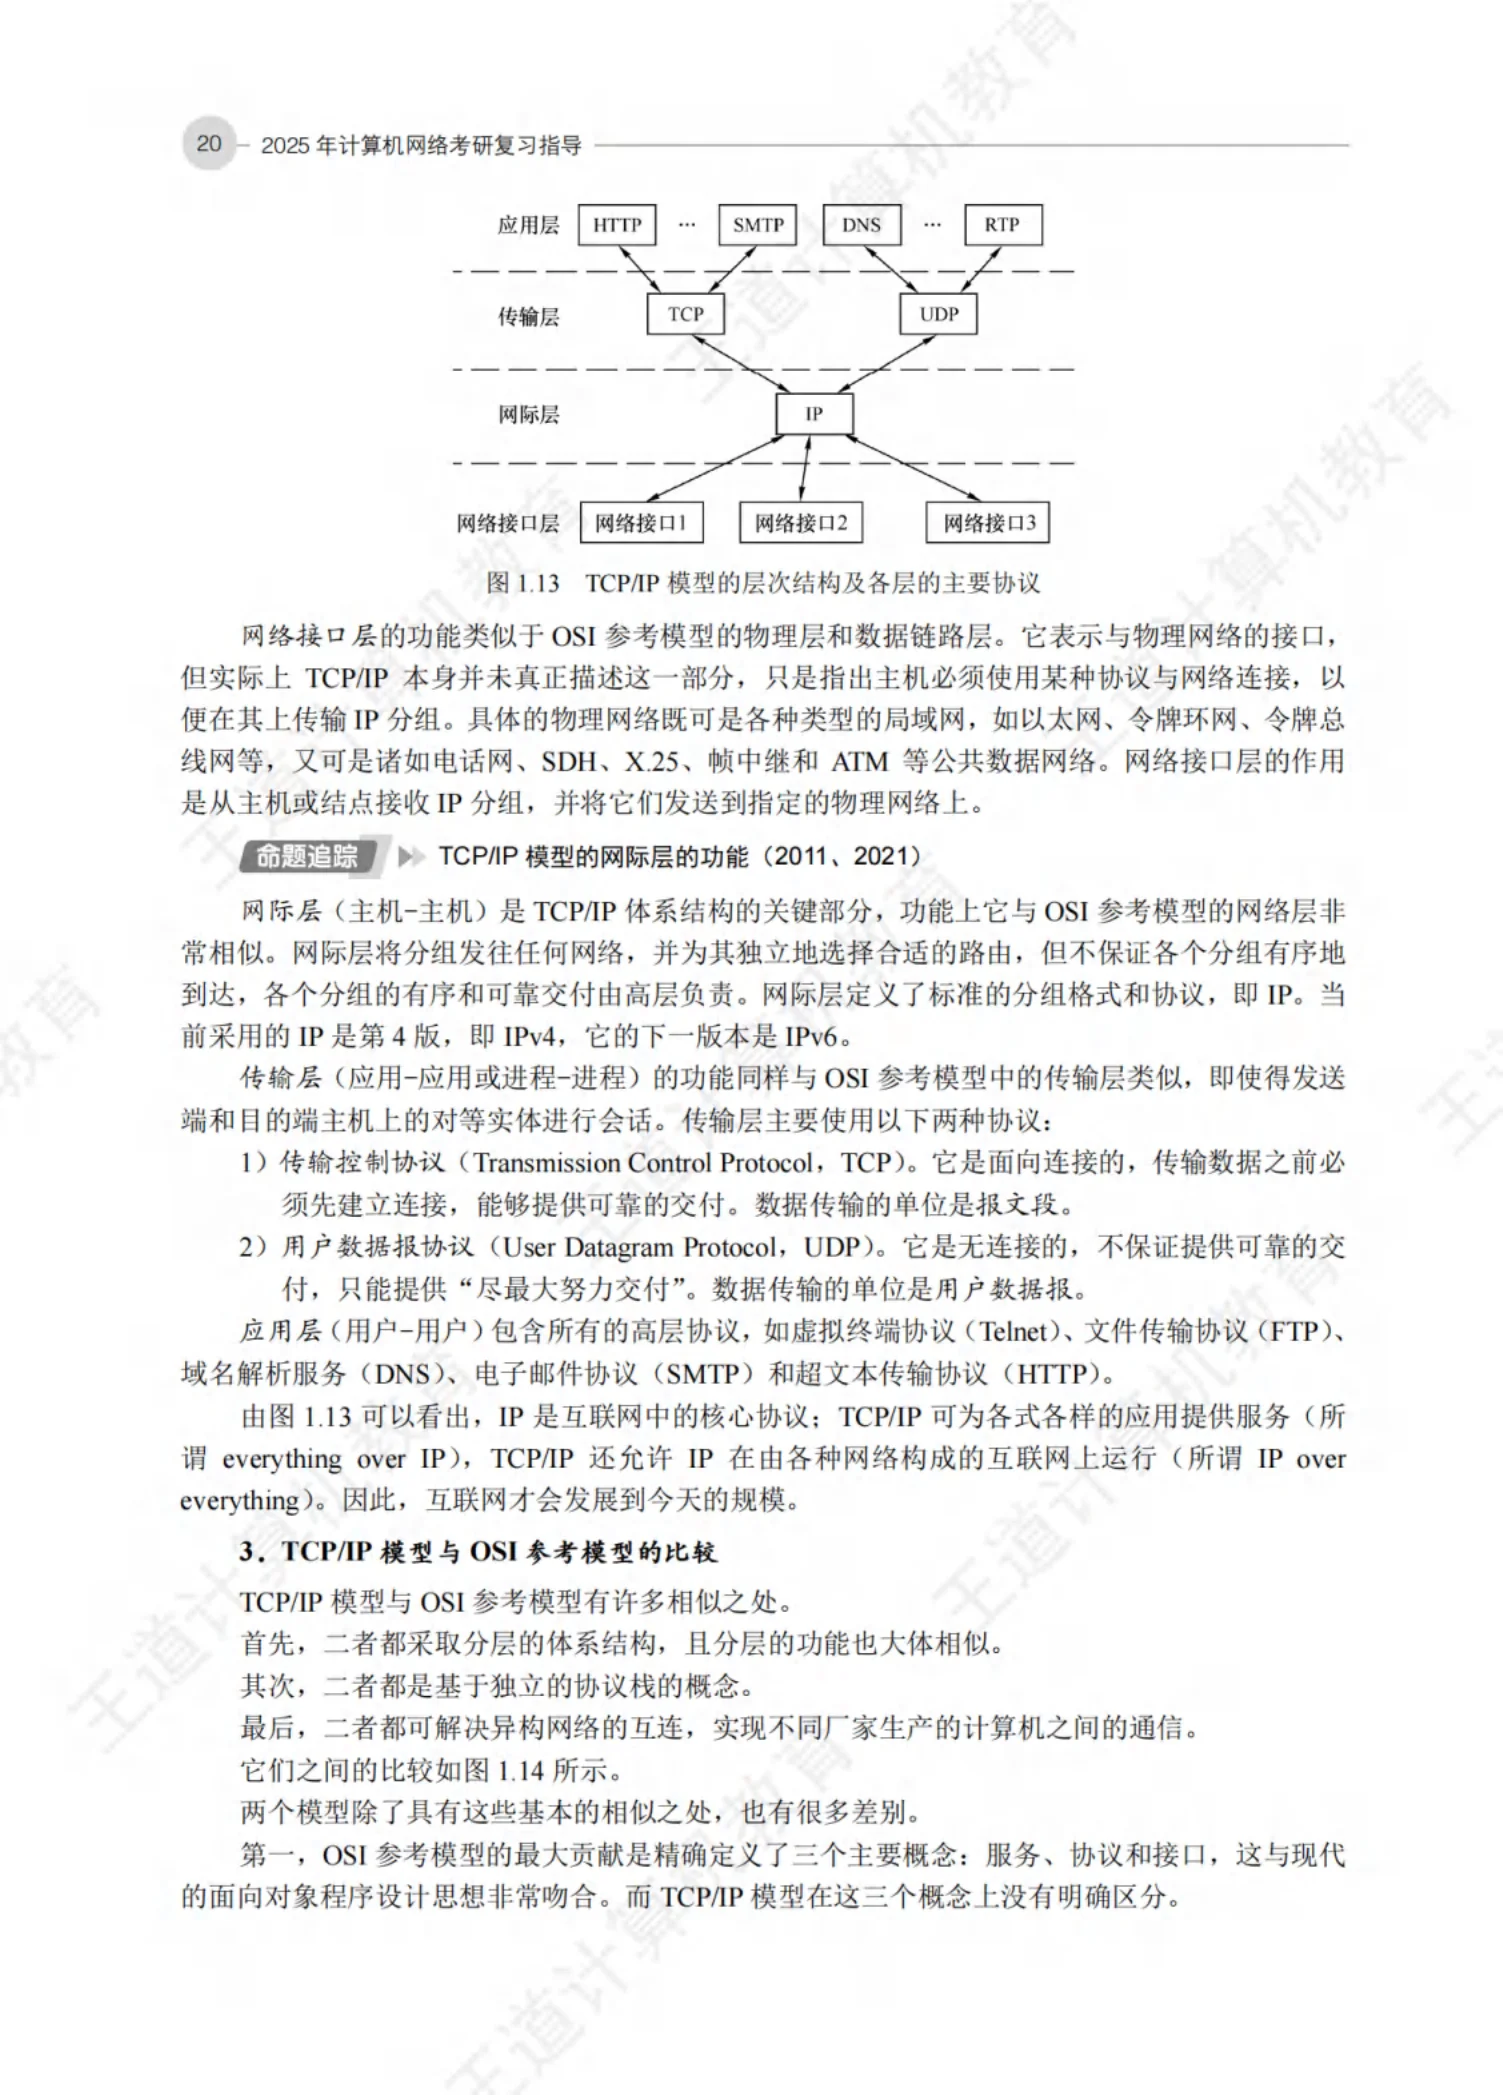 20 2025 年计算机网络考研复习指导
应用层 HTTP … SMTP DNS … RTP
传输层 TCP UDP
网际层 IP
网络接口层 网络接口1 网络接口2 网络接口3
图 1.13 TCP/IP 模型的层次结构及各层的主要协议
网络接口层的功能类似于 OSI 参考模型的物理层和数据链路层。它表示与物理网络的接口，
但实际上 TCP/IP 本身并未真正描述这一部分，只是指出主机必须使用某种协议与网络连接，以
便在其上传输 IP 分组。具体的物理网络既可是各种类型的局域网，如以太网、令牌环网、令牌总
线网等，又可是诸如电话网、SDH、X.25、帧中继和 ATM 等公共数据网络。网络接口层的作用
是从主机或结点接收 IP 分组，并将它们发送到指定的物理网络上。
命题追踪 TCP/IP 模型的网际层的功能（2011、2021）
网际层（主机-主机）是 TCP/IP 体系结构的关键部分，功能上它与 OSI 参考模型的网络层非
常相似。网际层将分组发往任何网络，并为其独立地选择合适的路由，但不保证各个分组有序地
到达，各个分组的有序和可靠交付由高层负责。网际层定义了标准的分组格式和协议，即 IP。当
前采用的 IP 是第 4 版，即 IPv4，它的下一版本是 IPv6。
传输层（应用-应用或进程-进程）的功能同样与 OSI 参考模型中的传输层类似，即使得发送
端和目的端主机上的对等实体进行会话。传输层主要使用以下两种协议：
1）传输控制协议（Transmission Control Protocol，TCP）。它是面向连接的，传输数据之前必
须先建立连接，能够提供可靠的交付。数据传输的单位是报文段。
2）用户数据报协议（User Datagram Protocol，UDP）。它是无连接的，不保证提供可靠的交
付，只能提供“尽最大努力交付”。数据传输的单位是用户数据报。
应用层（用户-用户）包含所有的高层协议，如虚拟终端协议（Telnet）、文件传输协议（FTP）、
域名解析服务（DNS）、电子邮件协议（SMTP）和超文本传输协议（HTTP）。
由图 1.13 可以看出，IP 是互联网中的核心协议；TCP/IP 可为各式各样的应用提供服务（所
谓 everything over IP），TCP/IP 还允许 IP 在由各种网络构成的互联网上运行（所谓 IP over
everything）。因此，互联网才会发展到今天的规模。
3．TCP/IP 模型与 OSI 参考模型的比较
TCP/IP 模型与 OSI 参考模型有许多相似之处。
首先，二者都采取分层的体系结构，且分层的功能也大体相似。
其次，二者都是基于独立的协议栈的概念。
最后，二者都可解决异构网络的互连，实现不同厂家生产的计算机之间的通信。
它们之间的比较如图 1.14 所示。
两个模型除了具有这些基本的相似之处，也有很多差别。
第一，OSI 参考模型的最大贡献是精确定义了三个主要概念：服务、协议和接口，这与现代
的面向对象程序设计思想非常吻合。而 TCP/IP 模型在这三个概念上没有明确区分。
王道计算机教育